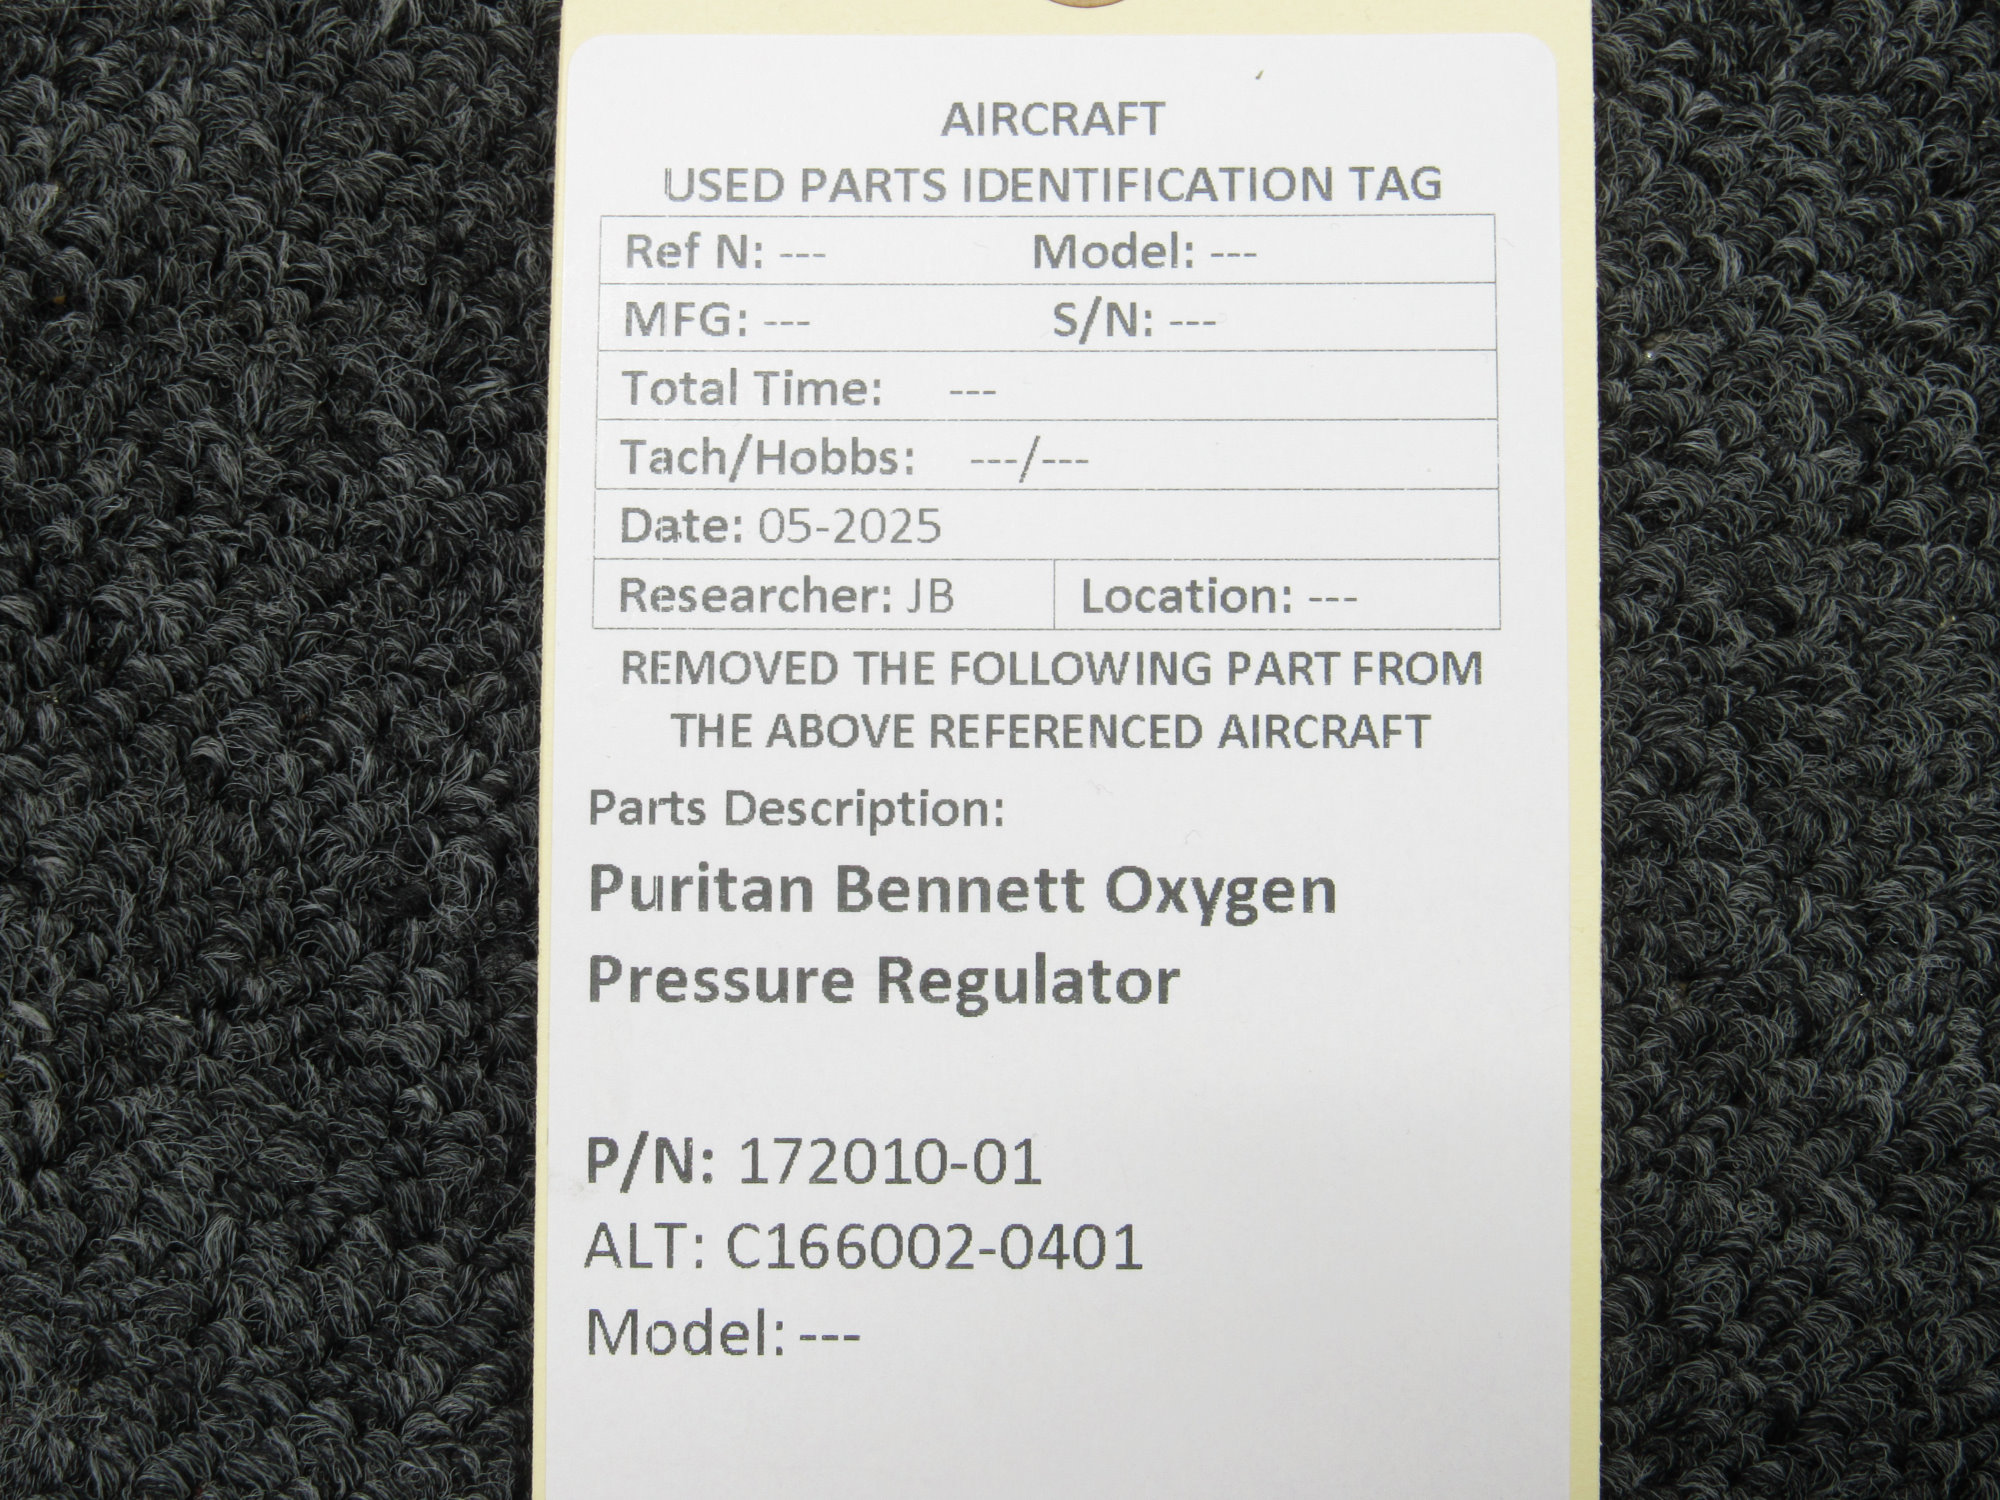 AIRCRAFT
USED PARTS IDENTIFICATION TAG
Ref N: --- Model: ---
MFG: --- S/N: ---
Total Time: ---
Tach/Hobbs: ---/---
Date: 05-2025
Researcher: JB Location: ---
REMOVED THE FOLLOWING PART FROM
THE ABOVE REFERENCED AIRCRAFT
Parts Description:
Puritan Bennett Oxygen
Pressure Regulator
P/N: 172010-01
ALT: C166002-0401
Model: ---